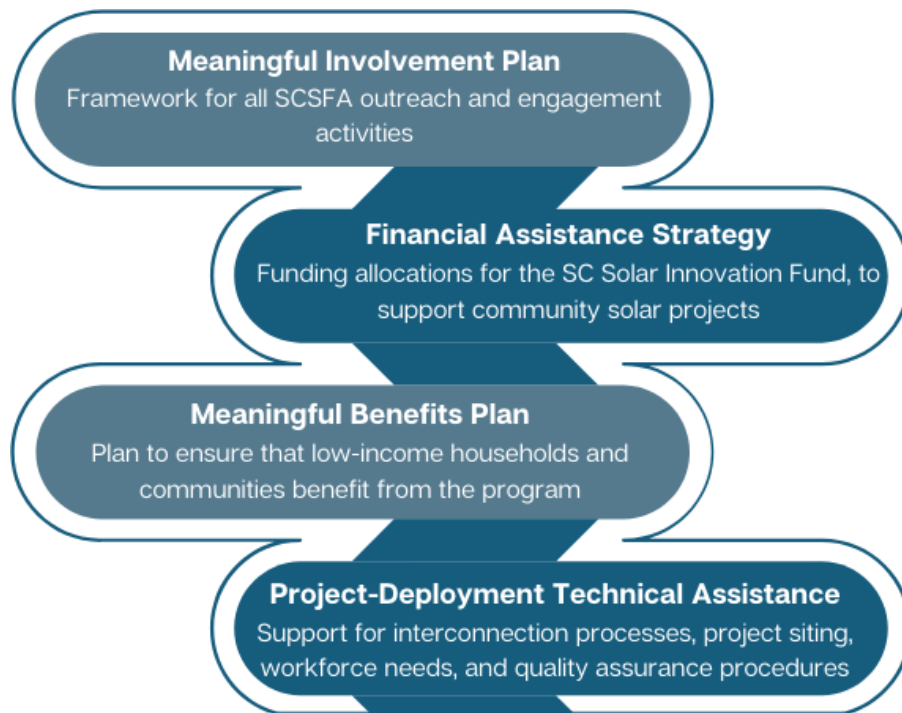 Meaningful Involvement Plan
Framework for all SCSFA outreach and engagement
activities
Financial Assistance Strategy
Funding allocations for the SC Solar Innovation Fund, to
support community solar projects
Meaningful Benefits Plan
Plan to ensure that low-income households and
communities benefit from the program
Project-Deployment Technical Assistance
Support for interconnection processes, project siting,
workforce needs, and quality assurance procedures